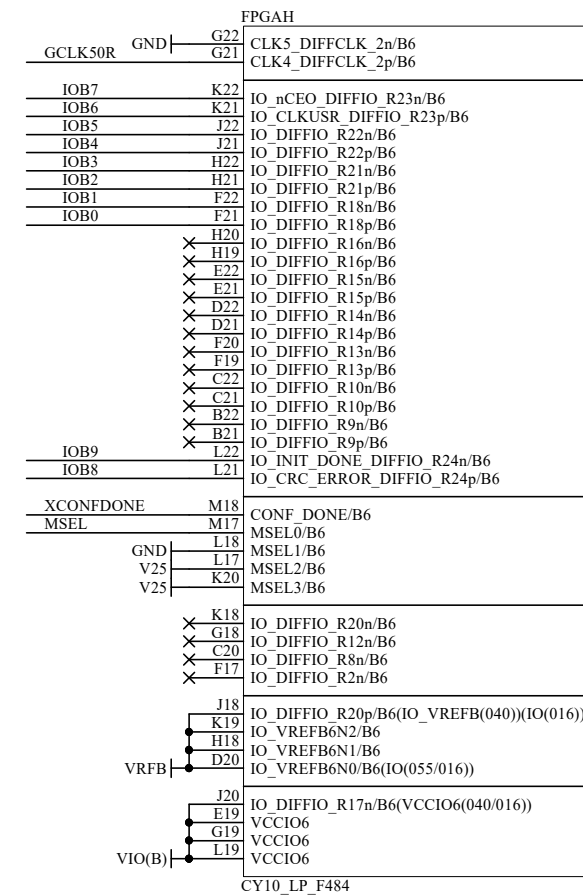 FPGAH
GND G22 CLK5_DIFFCLK_2n/B6
GCLK50R G21 CLK4_DIFFCLK_2p/B6
IOB7 K22 IO_nCEO_DIFFIO_R23n/B6
IOB6 K21 IO_CLKUSR_DIFFIO_R23p/B6
IOB5 J22 IO_DIFFIO_R22n/B6
IOB4 J21 IO_DIFFIO_R22p/B6
IOB3 H22 IO_DIFFIO_R21n/B6
IOB2 H21 IO_DIFFIO_R21p/B6
IOB1 F22 IO_DIFFIO_R18n/B6
IOB0 F21 IO_DIFFIO_R18p/B6
H20 IO_DIFFIO_R16n/B6
H19 IO_DIFFIO_R16p/B6
E22 IO_DIFFIO_R15n/B6
E21 IO_DIFFIO_R15p/B6
D22 IO_DIFFIO_R14n/B6
D21 IO_DIFFIO_R14p/B6
F20 IO_DIFFIO_R13n/B6
F19 IO_DIFFIO_R13p/B6
C22 IO_DIFFIO_R10n/B6
C21 IO_DIFFIO_R10p/B6
B22 IO_DIFFIO_R9n/B6
B21 IO_DIFFIO_R9p/B6
IOB9 L22 IO_INIT_DONE_DIFFIO_R24n/B6
IOB8 L21 IO_CRC_ERROR_DIFFIO_R24p/B6
XCONFDONE M18 CONF_DONE/B6
MSEL M17 MSEL0/B6
GND L18 MSEL1/B6
V25 L17 MSEL2/B6
V25 K20 MSEL3/B6
K18 IO_DIFFIO_R20n/B6
G18 IO_DIFFIO_R12n/B6
C20 IO_DIFFIO_R8n/B6
F17 IO_DIFFIO_R2n/B6
J18 IO_DIFFIO_R20p/B6(IO_VREFB(040))(IO(016))
K19 IO_VREFB6N2/B6
H18 IO_VREFB6N1/B6
VRFB D20 IO_VREFB6N0/B6(IO(055/016))
J20 IO_DIFFIO_R17n/B6(VCCIO6(040/016))
E19 VCCIO6
G19 VCCIO6
VIO(B) L19 VCCIO6
CY10_LP_F484